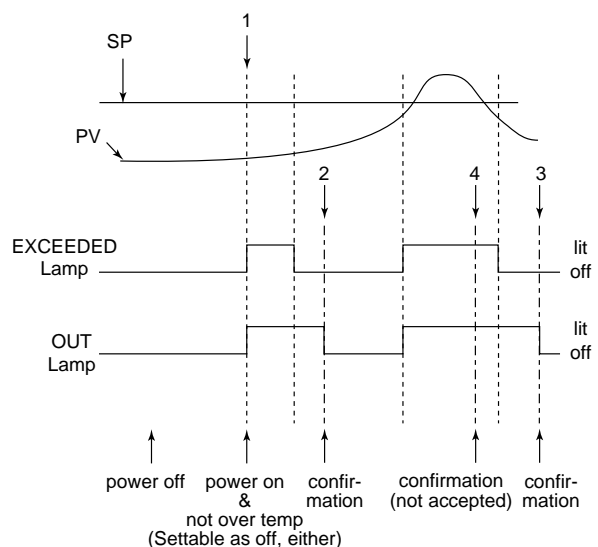 1
SP
PV
2
4
3
EXCEEDED
Lamp
lit
off
OUT
Lamp
lit
off
power off
power on
&
not over temp
(Settable as off, either)
confir-
mation
confirmation
(not accepted)
confir-
mation